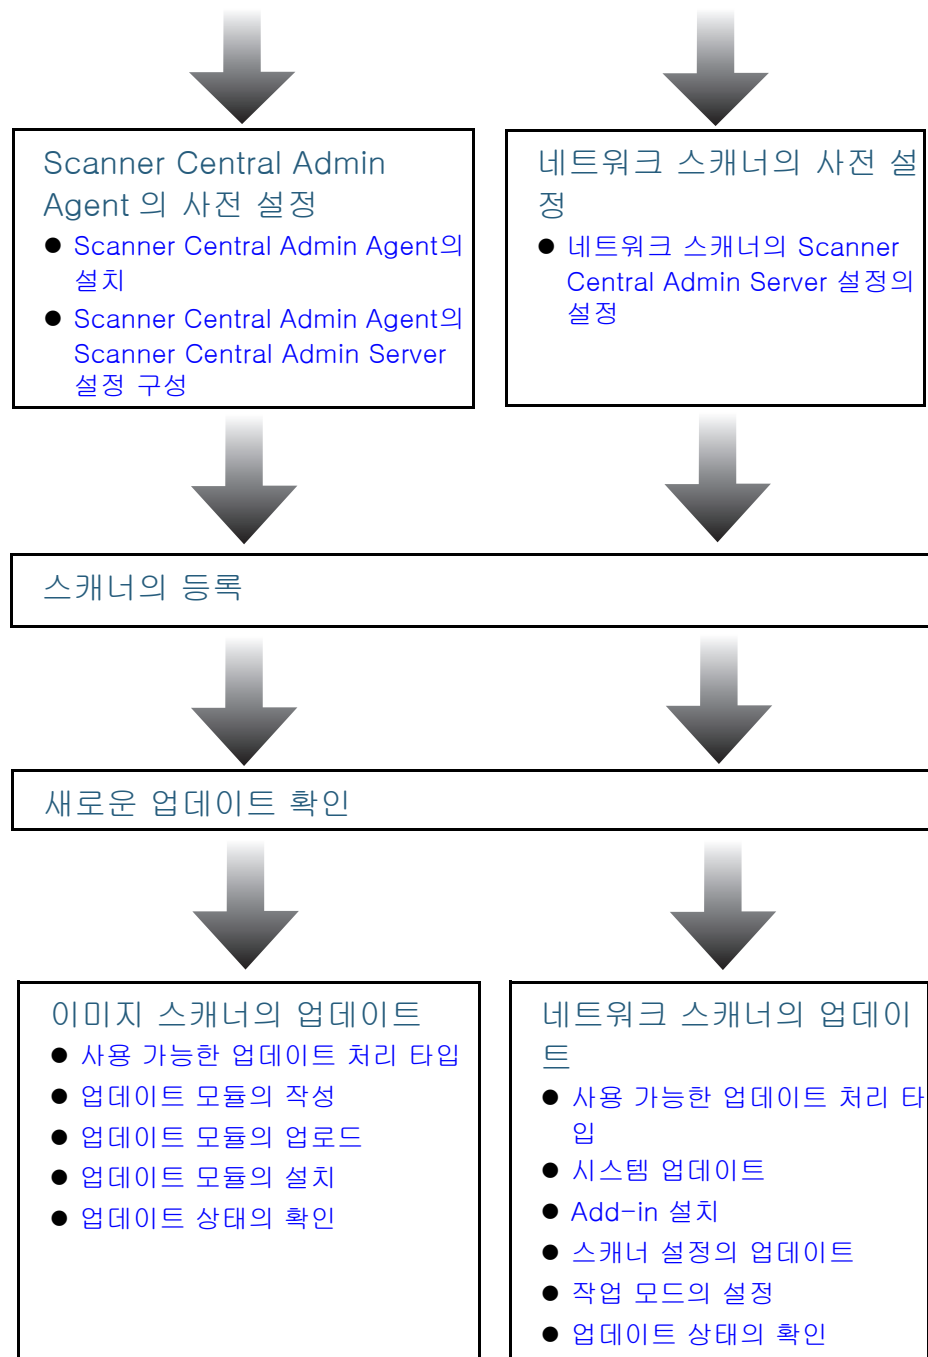 Scanner Central Admin
Agent 의 사전 설정
● Scanner Central Admin Agent의
설치
● Scanner Central Admin Agent의
Scanner Central Admin Server
설정 구성
네트워크 스캐너의 사전 설
정
● 네트워크 스캐너의 Scanner
Central Admin Server 설정의
설정
스캐너의 등록
새로운 업데이트 확인
이미지 스캐너의 업데이트
● 사용 가능한 업데이트 처리 타입
● 업데이트 모듈의 작성
● 업데이트 모듈의 업로드
● 업데이트 모듈의 설치
● 업데이트 상태의 확인
네트워크 스캐너의 업데이
트
● 사용 가능한 업데이트 처리 타
입
● 시스템 업데이트
● Add-in 설치
● 스캐너 설정의 업데이트
● 작업 모드의 설정
● 업데이트 상태의 확인